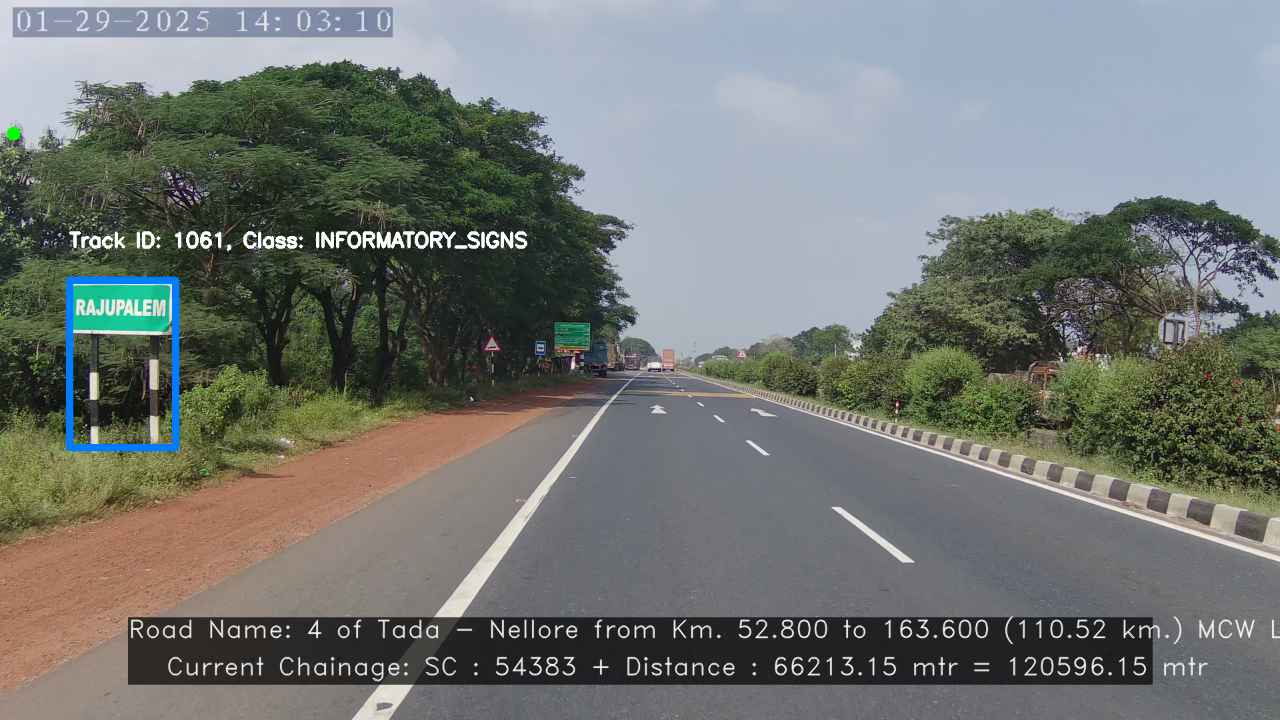 01-29-2025 14:03:10
Track ID: 1061, Class: INFORMATORY_SIGNS
RAJUPALEM
Road Name: 4 of Tada - Nellore from Km. 52.800 to 163.600 (110.52 km.) MCW L
Current Chainage: SC : 54383 + Distance : 66213.15 mtr = 120596.15 mtr